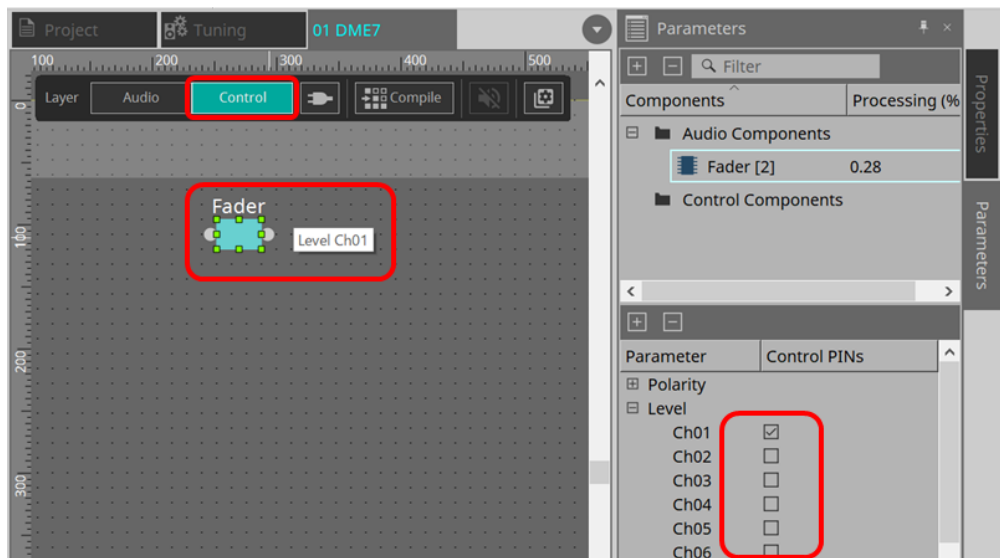 Project
Tuning
01 DME7
100 200 300 400 500
Layer
Audio
Control
Compile
0
100
200
300
Fader
Level Ch01
Parameters
Filter
Components
Processing (%
Audio Components
Fader [2]
0.28
Control Components
Parameter
Control PINs
Polarity
Level
Ch01
Ch02
Ch03
Ch04
Ch05
Ch06
Properties
Parameters